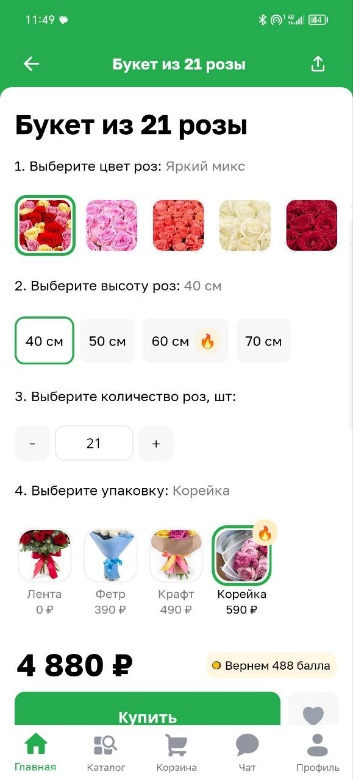 11:49
44
Букет из 21 розы
Букет из 21 розы
1. Выберите цвет роз: Яркий микс
2. Выберите высоту роз: 40 см
40 см 50 см 60 см 70 см
3. Выберите количество роз, шт:
- 21 +
4. Выберите упаковку: Корейка
Лента Фетр Крафт Корейка
0 ₽ 390 ₽ 490 ₽ 590 ₽
4 880 ₽ Вернем 488 балла
Купить
Главная Каталог Корзина Чат Профиль